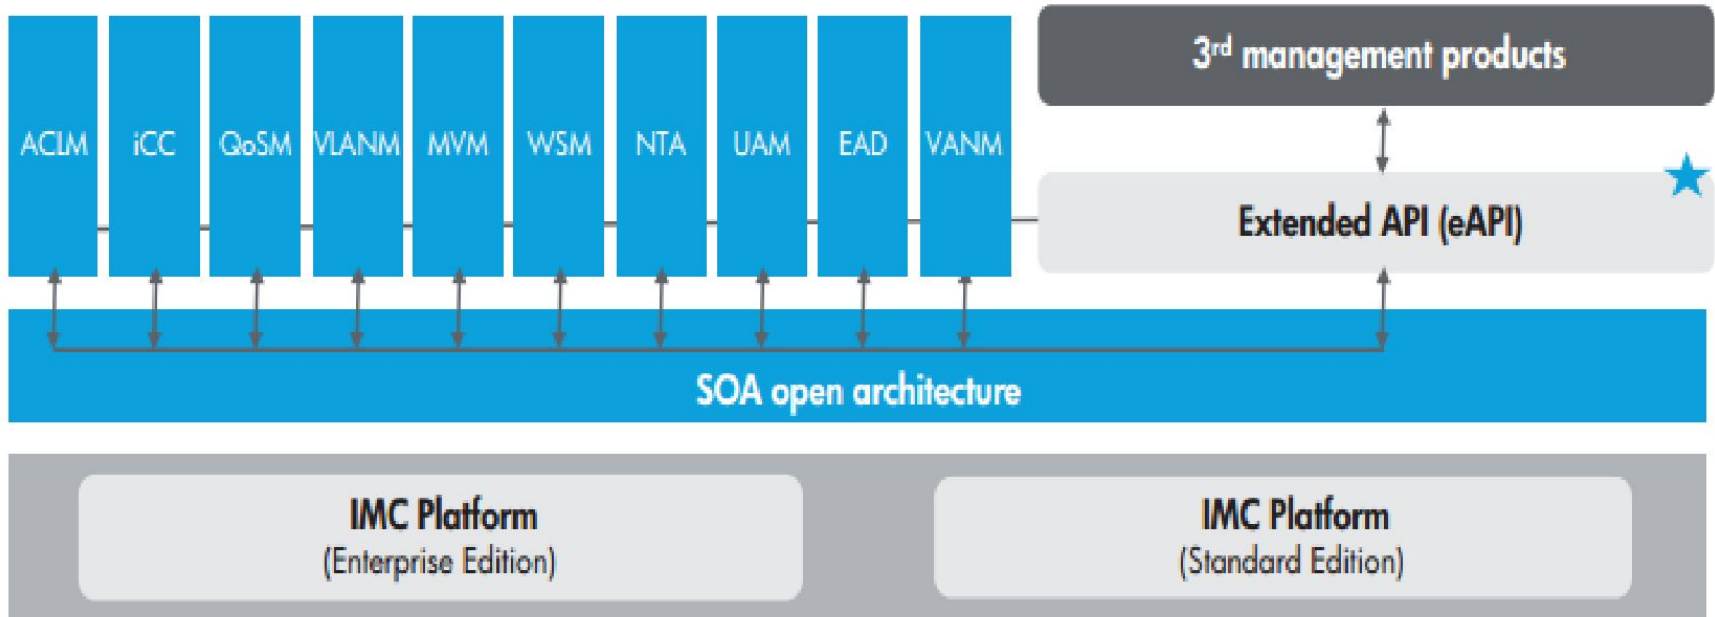 3rd management products
ACLM iCC QoSM VLANM MVM WSM NTA UAM EAD VANM
Extended API (eAPI)
SOA open architecture
IMC Platform
(Enterprise Edition)
IMC Platform
(Standard Edition)